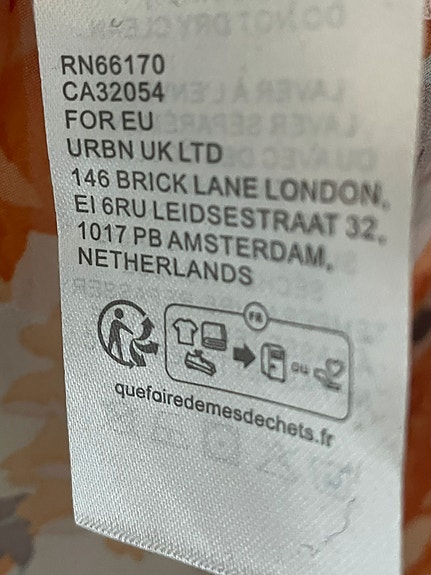 RN66170
CA32054
FOR EU
URBN UK LTD
146 BRICK LANE LONDON,
EI 6RU LEIDSESTRAAT 32,
1017 PB AMSTERDAM,
NETHERLANDS
FR
ou
quefairedemesdechets.fr